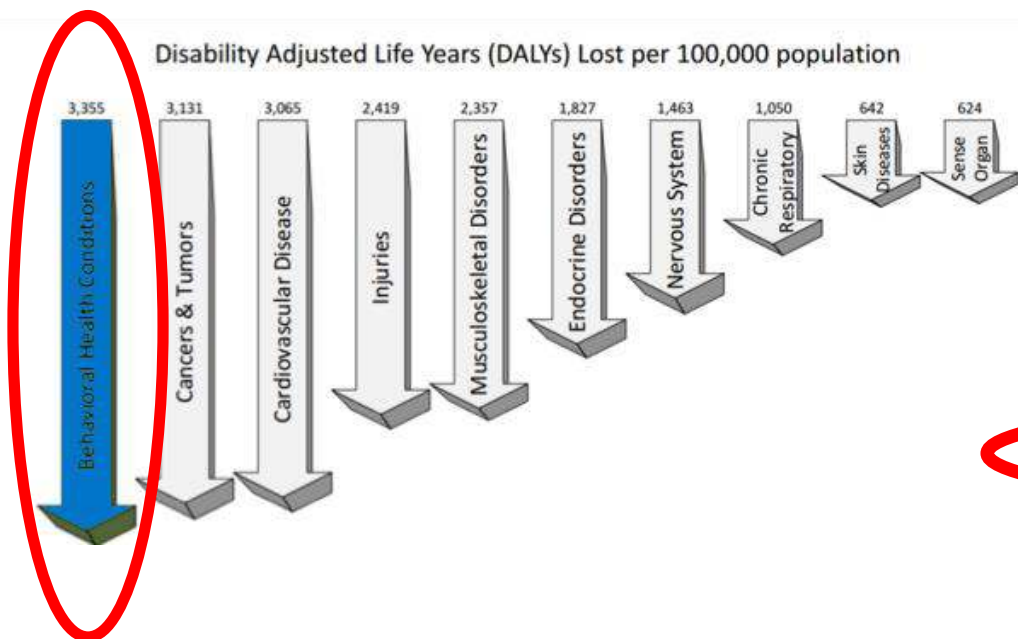 Disability Adjusted Life Years (DALYs) Lost per 100,000 population
3,355
3,131
3,065
2,419
2,357
1,827
1,463
1,050
642
624
Behavioral Health Conditions
Cancers & Tumors
Cardiovascular Disease
Injuries
Musculoskeletal Disorders
Endocrine Disorders
Nervous System
Chronic
Respiratory
Skin
Diseases
Sense
Organ